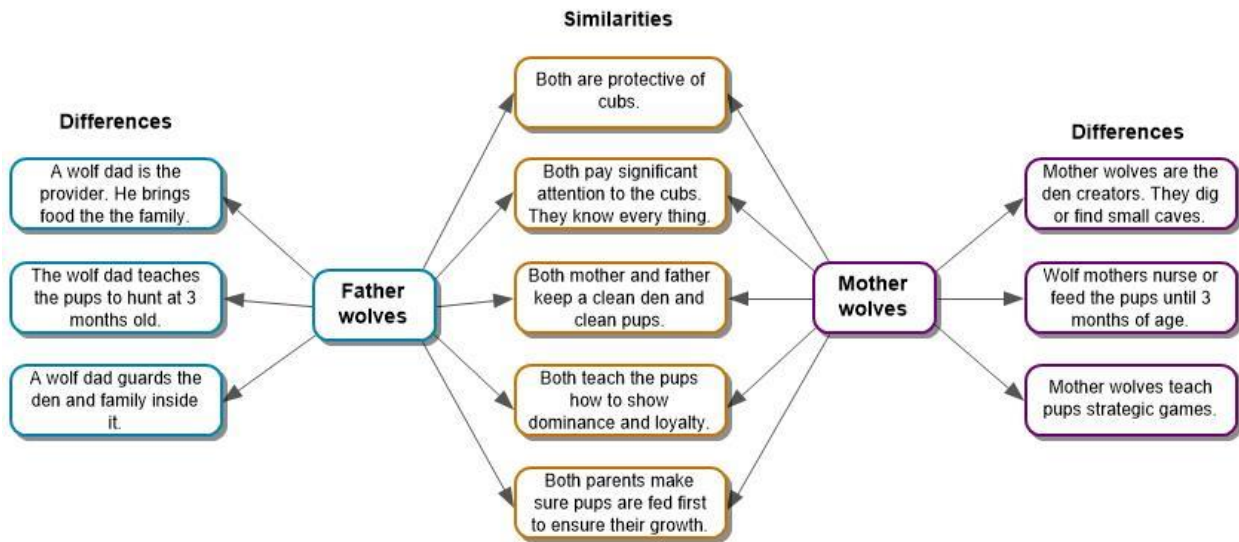 Similarities
Both are protective of
cubs.
Differences
A wolf dad is the
provider. He brings
food the the family.
Both pay significant
attention to the cubs.
They know every thing.
Differences
Mother wolves are the
den creators. They dig
or find small caves.
The wolf dad teaches
the pups to hunt at 3
months old.
Father
wolves
Both mother and father
keep a clean den and
clean pups.
Mother
wolves
Wolf mothers nurse or
feed the pups until 3
months of age.
A wolf dad guards the
den and family inside
it.
Both teach the pups
how to show
dominance and loyalty.
Mother wolves teach
pups strategic games.
Both parents make
sure pups are fed first
to ensure their growth.